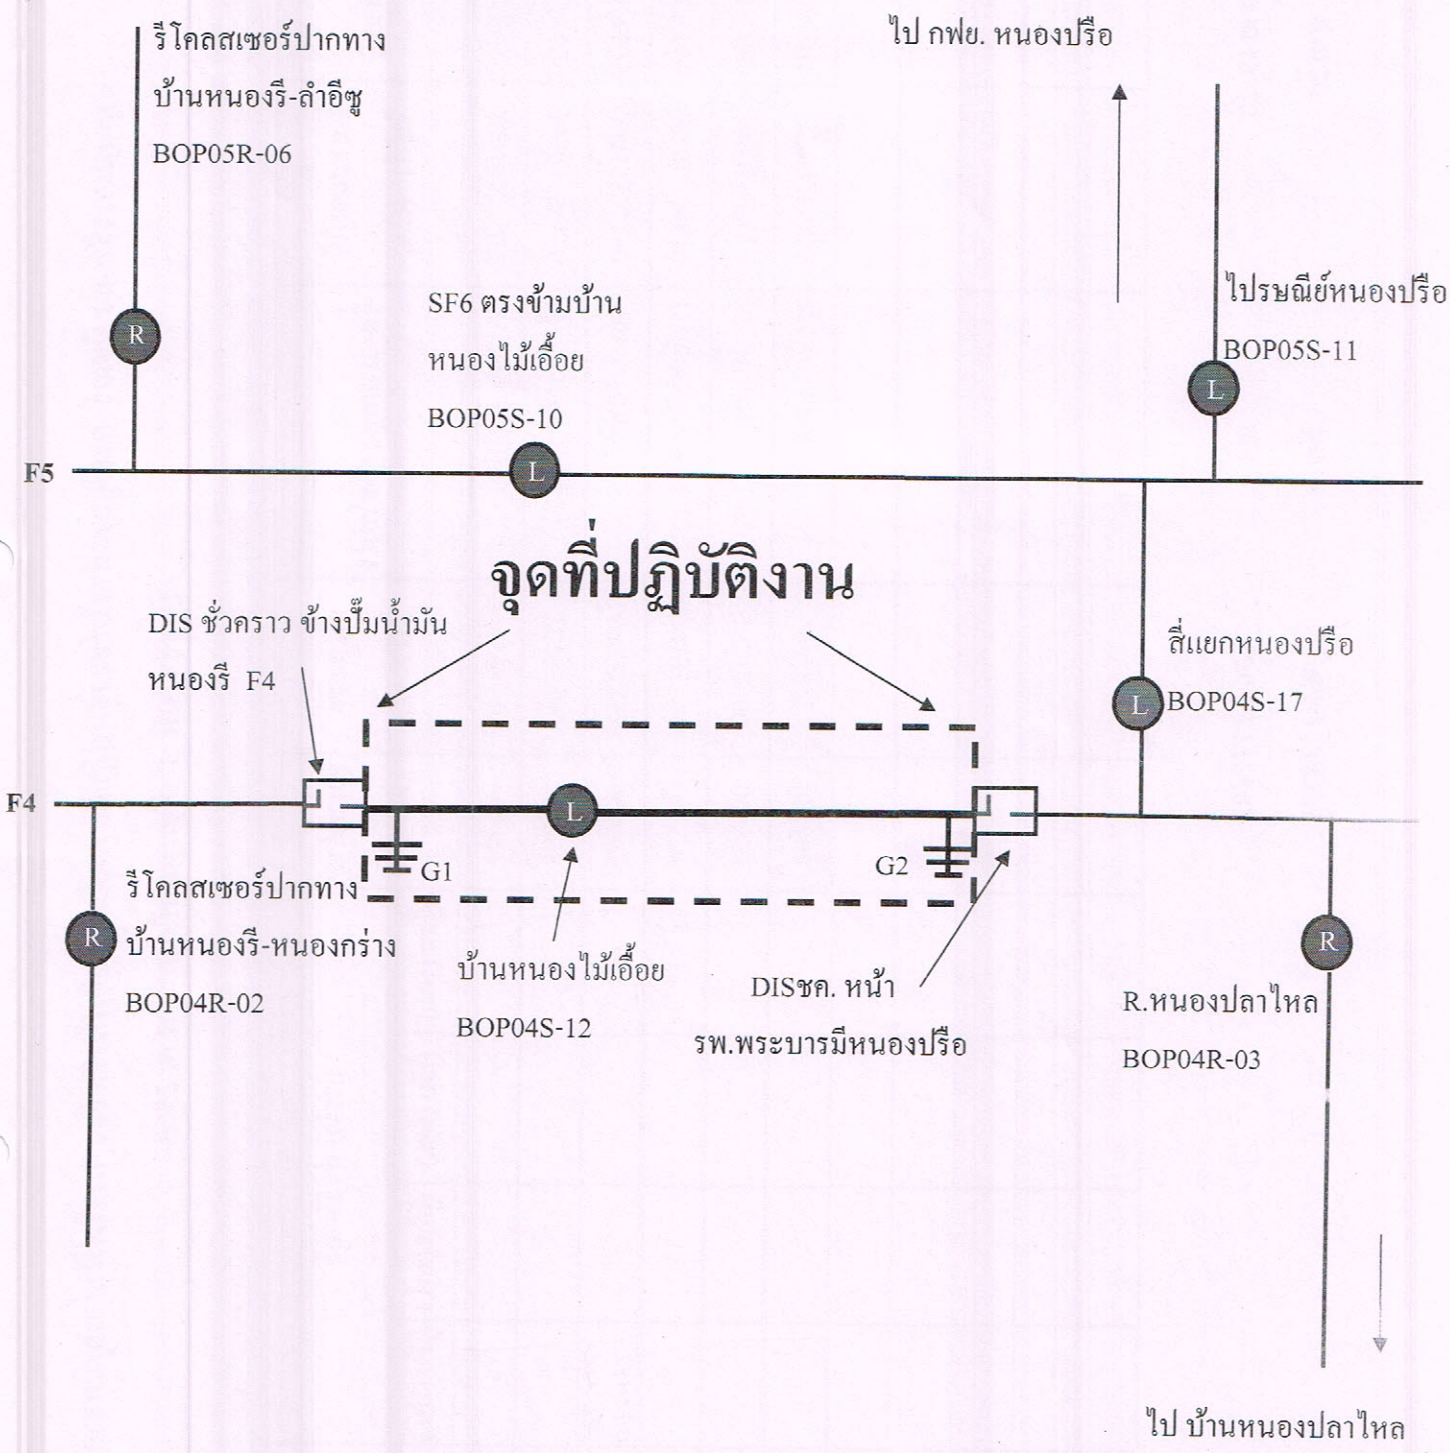 รีโคลสเซอร์ปากทาง
บ้านหนองรี-ลำอีซู
BOP05R-06
ไป กฟย. หนองปรือ
R
SF6 ตรงข้ามบ้าน
หนองไม้เอื้อย
BOP05S-10
ไปรษณีย์หนองปรือ
BOP05S-11
L
F5
L
จุดที่ปฏิบัติงาน
DIS ชั่วคราว ข้างปั๊มน้ำมัน
หนองรี F4
สี่แยกหนองปรือ
BOP04S-17
L
F4
L
G1
G2
รีโคลสเซอร์ปากทาง
บ้านหนองรี-หนองกร่าง
BOP04R-02
R
บ้านหนองไม้เอื้อย
BOP04S-12
DISชค. หน้า
รพ.พระบารมีหนองปรือ
R
R.หนองปลาไหล
BOP04R-03
ไป บ้านหนองปลาไหล